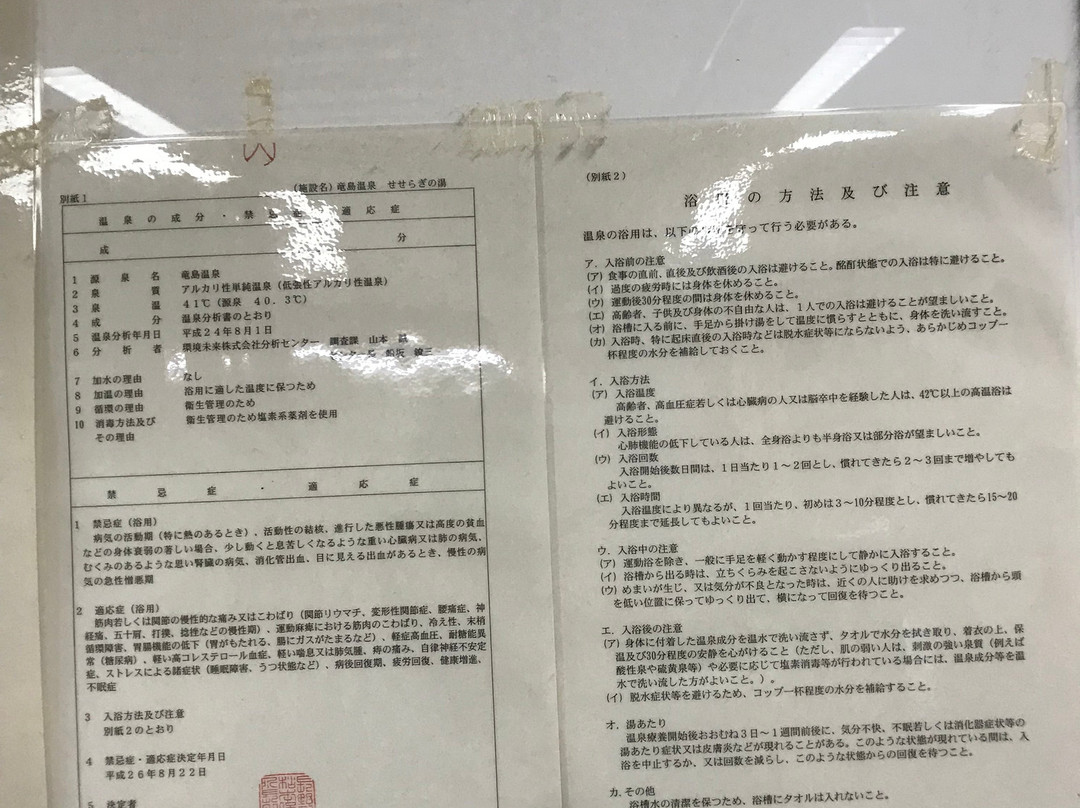 別紙1
(施設名) 竜島温泉 せせらぎの湯
温泉の成分・禁忌症 適応症
成 分
1 源泉名 竜島温泉
2 泉質 アルカリ性単純温泉（低張性アルカリ性温泉）
3 泉温 41℃（源泉 40.3℃）
4 成分 温泉分析書のとおり
5 温泉分析年月日 平成24年8月1日
6 分析者 環境未来株式会社分析センター 調査課 山本
7 加水の理由 なし
8 加温の理由 浴用に適した温度に保つため
9 循環の理由 衛生管理のため
10 消毒方法及び 衛生管理のため塩素系薬剤を使用
その理由
禁忌症・適応症
1 禁忌症（浴用）
病気の活動期（特に熱のあるとき）、活動性の結核、進行した悪性腫瘍又は高度の貧血
などの身体衰弱の著しい場合、少し動くと息苦しくなるような重い心臓病又は肺の病気、
むくみのあるような思い腎臓の病気、消化管出血、目に見える出血があるとき、慢性の病
気の急性憎悪期
2 適応症（浴用）
筋肉若しくは関節の慢性的な痛み又はこわばり（関節リウマチ、変形性関節症、腰痛症、神
経痛、五十肩、打撲、捻挫などの慢性期）、運動麻痺における筋肉のこわばり、冷え性、末梢
循環障害、胃腸機能の低下（胃がもたれる、腸にガスがたまるなど）、軽症高血圧、耐糖能異
常（糖尿病）、軽い高コレステロール血症、軽い喘息又は肺気腫、痔の痛み、自律神経不安定
症、ストレスによる諸症状（睡眠障害、うつ状態など）、病後回復期、疲労回復、健康増進、
不眠症
3 入浴方法及び注意
別紙2のとおり
4 禁忌症・適応症決定年月日
平成26年8月22日
5 決定者
（別紙2）
浴 の方法及び注意
温泉の浴用は、以下の って行う必要がある。
ア．入浴前の注意
(ア) 食事の直前、直後及び飲酒後の入浴は避けること。酩酊状態での入浴は特に避けること。
(イ) 過度の疲労時には身体を休めること。
(ウ) 運動後30分程度の間は身体を休めること。
(エ) 高齢者、子供及び身体の不自由な人は、1人での入浴は避けることが望ましいこと。
(オ) 浴槽に入る前に、手足から掛け湯をして温度に慣らすとともに、身体を洗い流すこと。
(カ) 入浴時、特に起床直後の入浴時などは脱水症状等にならないよう、あらかじめコップ一
杯程度の水分を補給しておくこと。
イ．入浴方法
(ア) 入浴温度
高齢者、高血圧症若しくは心臓病の人又は脳卒中を経験した人は、42℃以上の高温浴は
避けること。
(イ) 入浴形態
心肺機能の低下している人は、全身浴よりも半身浴又は部分浴が望ましいこと。
(ウ) 入浴回数
入浴開始後数日間は、1日当たり1～2回とし、慣れてきたら2～3回まで増やしても
よいこと。
(エ) 入浴時間
入浴温度により異なるが、1回当たり、初めは3～10分程度とし、慣れてきたら15～20
分程度まで延長してもよいこと。
ウ．入浴中の注意
(ア) 運動浴を除き、一般に手足を軽く動かす程度にして静かに入浴すること。
(イ) 浴槽から出る時は、立ちくらみを起こさないようにゆっくり出ること。
(ウ) めまいが生じ、又は気分が不良となった時は、近くの人に助けを求めつつ、浴槽から頭
を低い位置に保ってゆっくり出て、横になって回復を待つこと。
エ．入浴後の注意
(ア) 身体に付着した温泉成分を温水で洗い流さず、タオルで水分を拭き取り、着衣の上、保
温及び30分程度の安静を心がけること（ただし、肌の弱い人は、刺激の強い泉質（例えば
酸性泉や硫黄泉等）や必要に応じて塩素消毒等が行われている場合には、温泉成分等を温
水で洗い流した方がよいこと。）。
(イ) 脱水症状等を避けるため、コップ一杯程度の水分を補給すること。
オ．湯あたり
温泉療養開始後おおむね3日～1週間前後に、気分不快、不眠若しくは消化器症状等の
湯あたり症状又は皮膚炎などが現れることがある。このような状態が現れている間は、入
浴を中止するか、又は回数を減らし、このような状態からの回復を待つこと。
カ.その他
浴槽水の清潔を保つため、浴槽にタオルは入れないこと。